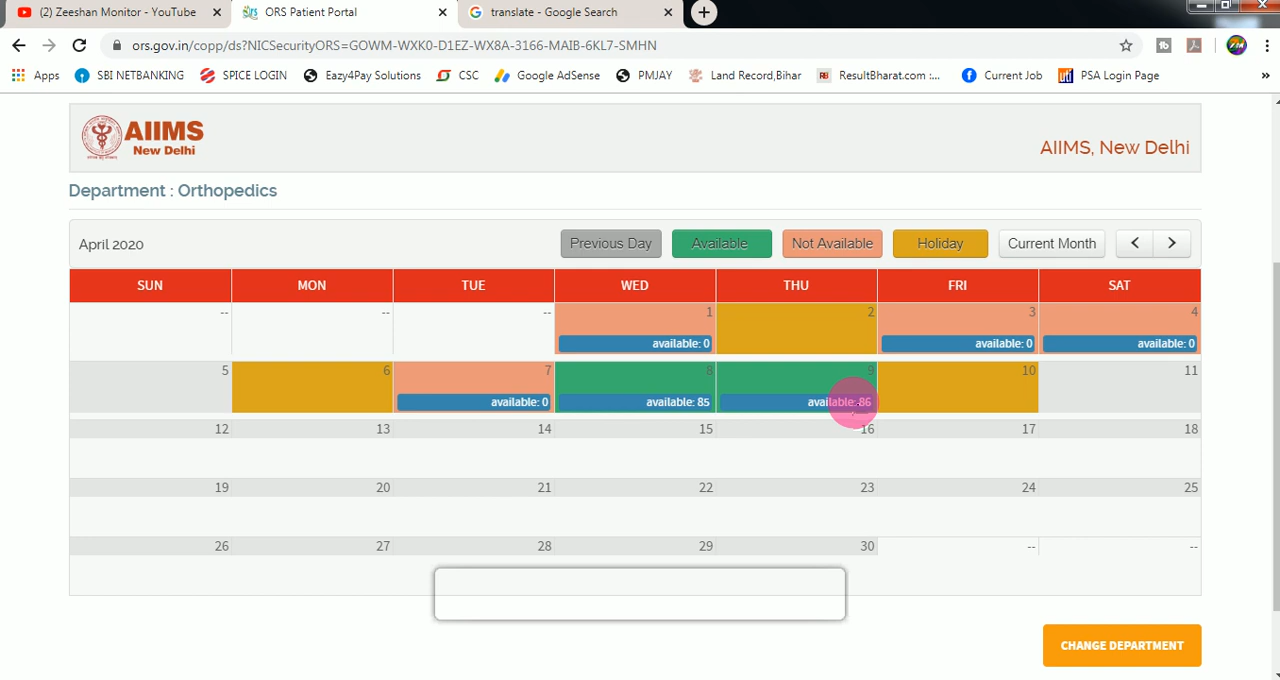 (2) Zeeshan Monitor - YouTube
ORS Patient Portal
translate - Google Search
ors.gov.in/copp/ds?NICSecurityORS=GOWM-WXK0-D1EZ-WX8A-3166-MAIB-6KL7-SMHN
Apps SBI NETBANKING SPICE LOGIN Eazy4Pay Solutions CSC Google AdSense PMJAY Land Record,Bihar ResultBharat.com :... Current Job PSA Login Page »
AIIMS
New Delhi
AIIMS, New Delhi
Department : Orthopedics
April 2020 Previous Day Available Not Available Holiday Current Month < >
SUN MON TUE WED THU FRI SAT
-- -- -- 1 2 3 4
available: 0 available: 0 available: 0
5 6 7 8 9 10 11
available: 0 available: 85 available: 86
12 13 14 15 16 17 18
19 20 21 22 23 24 25
26 27 28 29 30 -- --
CHANGE DEPARTMENT